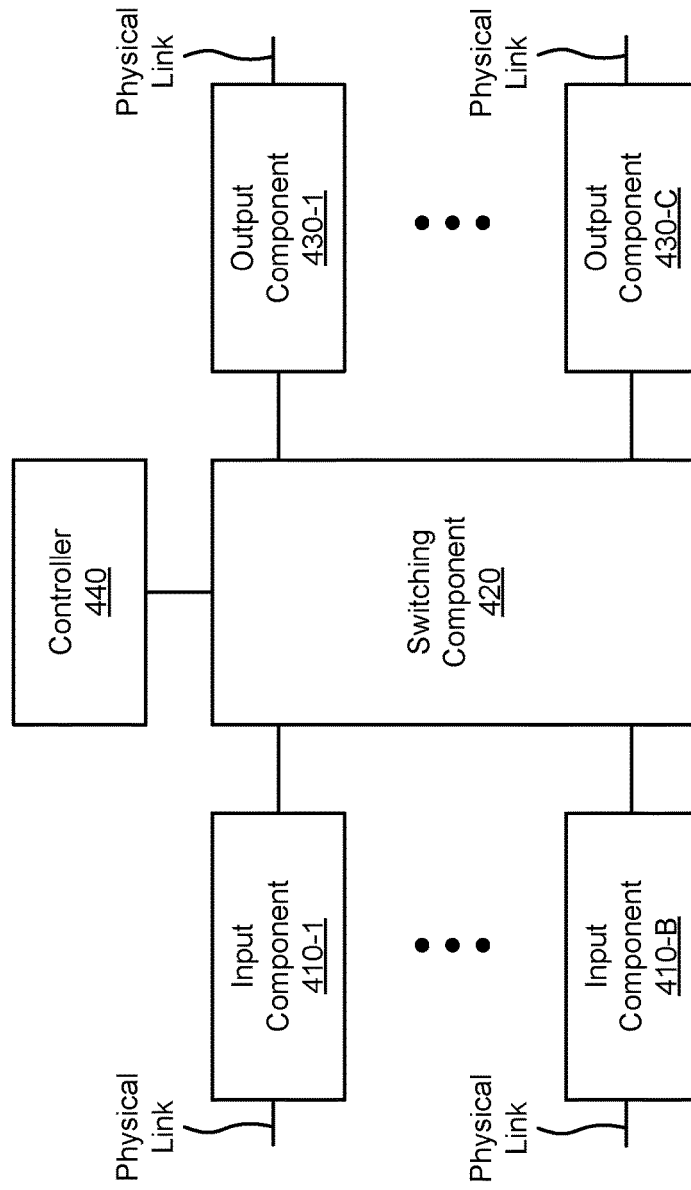 Controller
440
Physical
Link
Input
Component
410-1
Switching
Component
420
Output
Component
430-1
Physical
Link
Physical
Link
Input
Component
410-B
Output
Component
430-C
Physical
Link